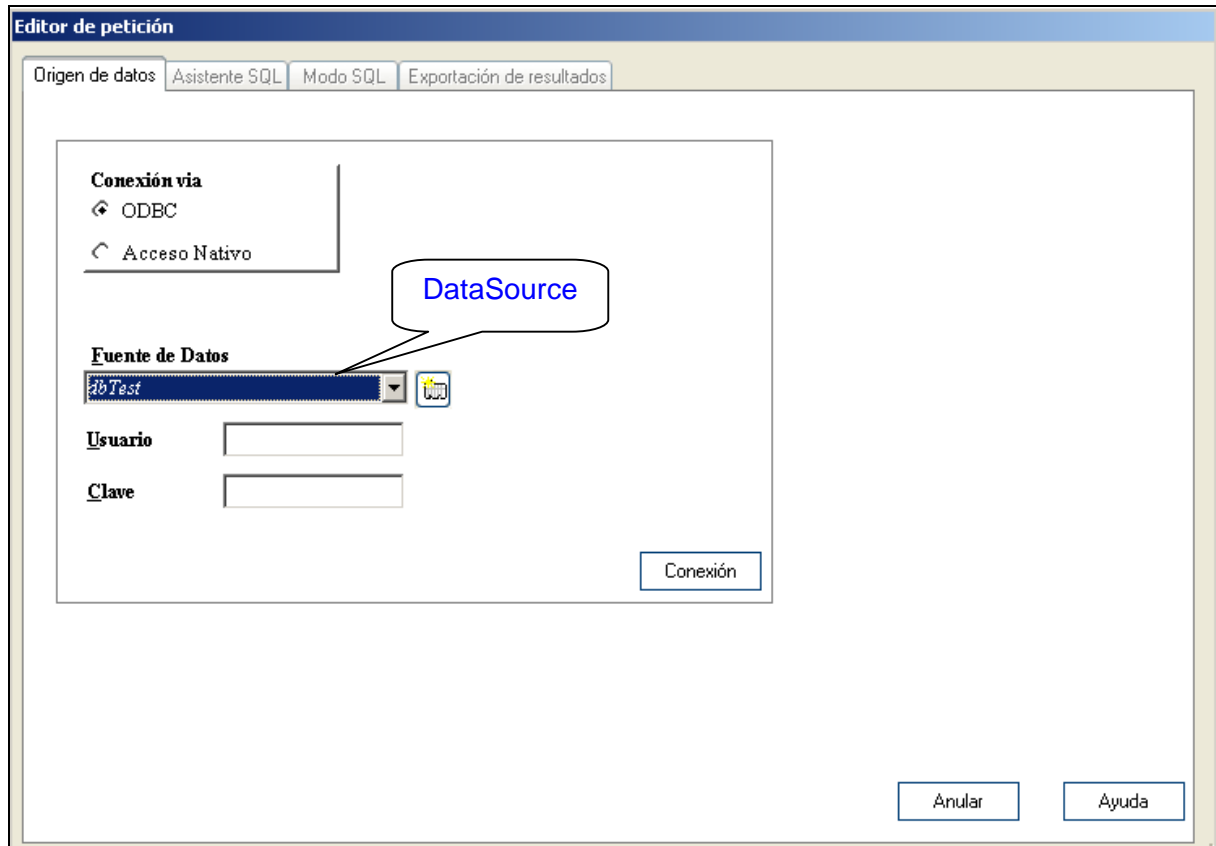 Editor de petición
Origen de datos Asistente SQL Modo SQL Exportación de resultados
Conexión via
ODBC
Acceso Nativo
DataSource
Fuente de Datos
dbTest
Usuario
Clave
Conexión
Anular Ayuda